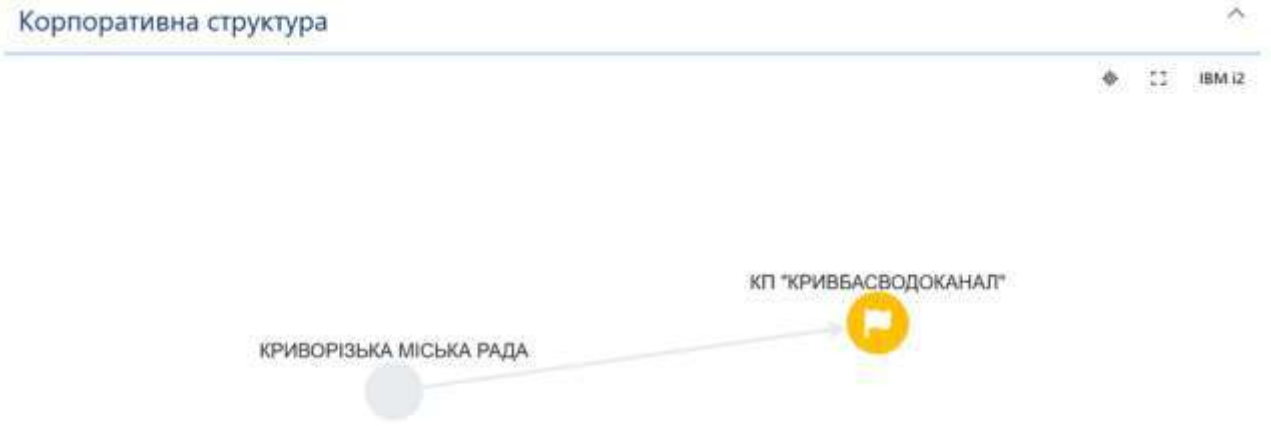 Корпоративна структура
IBM i2
КП "КРИВБАСВОДОКАНАЛ"
КРИВОРІЗЬКА МІСЬКА РАДА